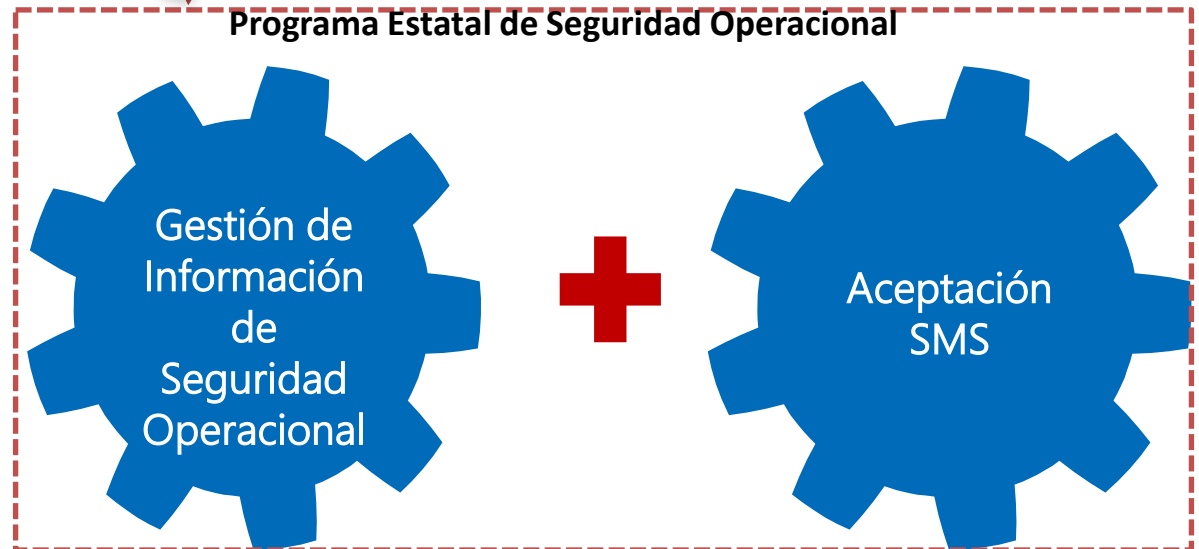 Programa Estatal de Seguridad Operacional
Gestión de
Información
de
Seguridad
Operacional
Aceptación
SMS